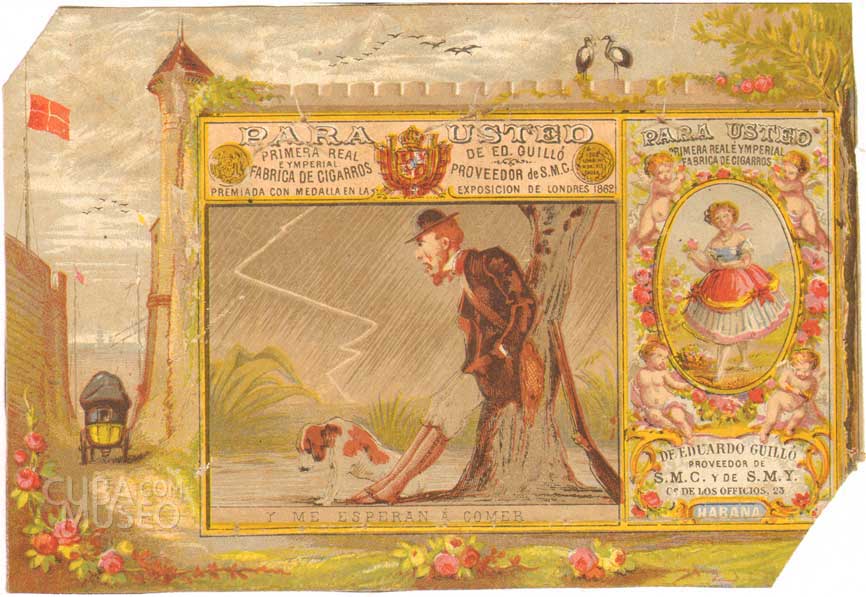 PARA USTED
PRIMERA REAL
E YMPERIAL
FABRICA DE CIGARROS
DE ED. GUILLÓ
PROVEEDOR de S.M.C.
PREMIADA CON MEDALLA EN LA EXPOSICION DE LONDRES 1862
Y ME ESPERAN Á COMER
PARA USTED
PRIMERA REAL E YMPERIAL
FABRICA DE CIGARROS
DE EDUARDO GUILLÓ
PROVEEDOR DE
S.M.C. Y DE S.M.Y.
Ce DE LOS OFFICIOS, 23
HABANA
CUBA.COM
MUSEO